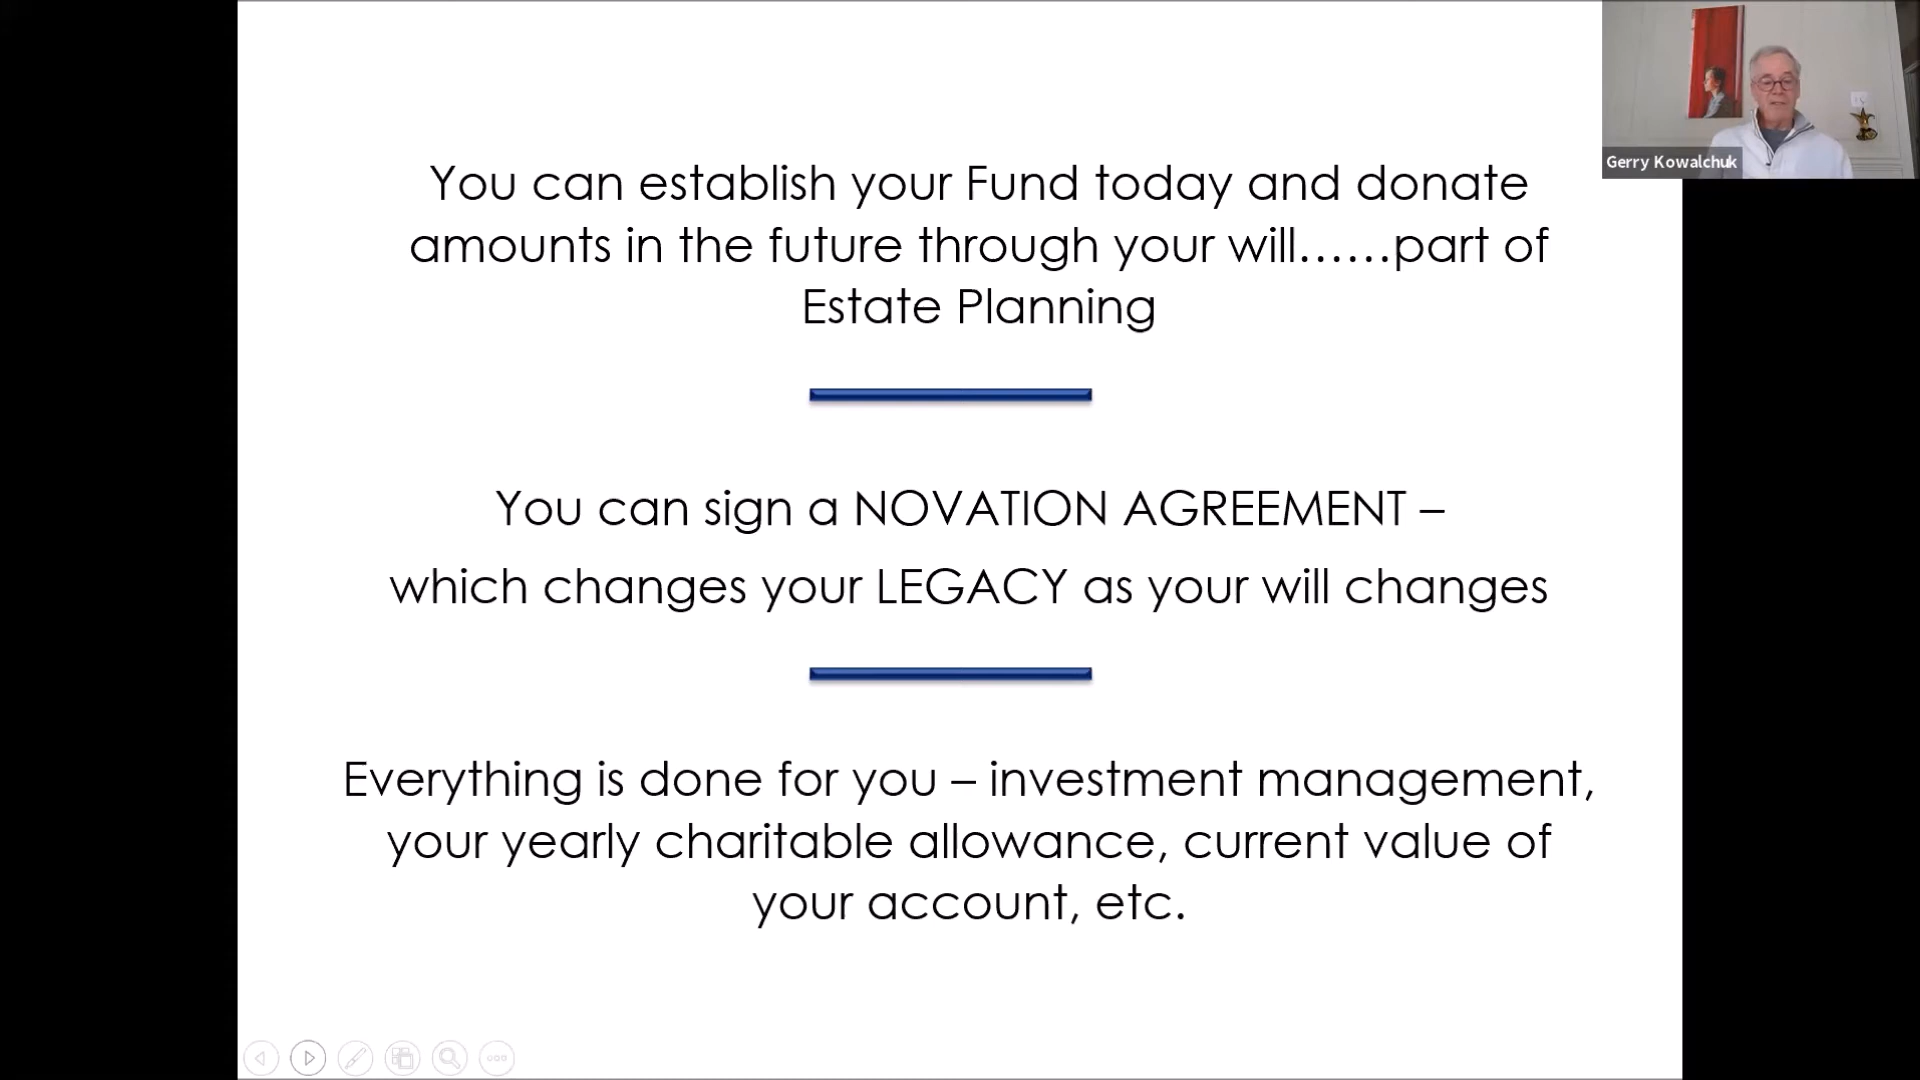 You can establish your Fund today and donate
amounts in the future through your will......part of
Estate Planning
You can sign a NOVATION AGREEMENT –
which changes your LEGACY as your will changes
Everything is done for you – investment management,
your yearly charitable allowance, current value of
your account, etc.
Gerry Kowalchuk